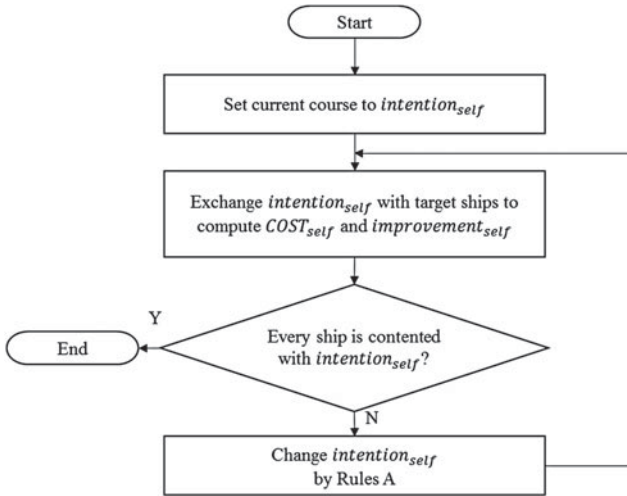 Start
Set current course to intention_self
Exchange intention_self with target ships to
compute COST_self and improvement_self
Y
Every ship is contented
with intention_self?
End
N
Change intention_self
by Rules A